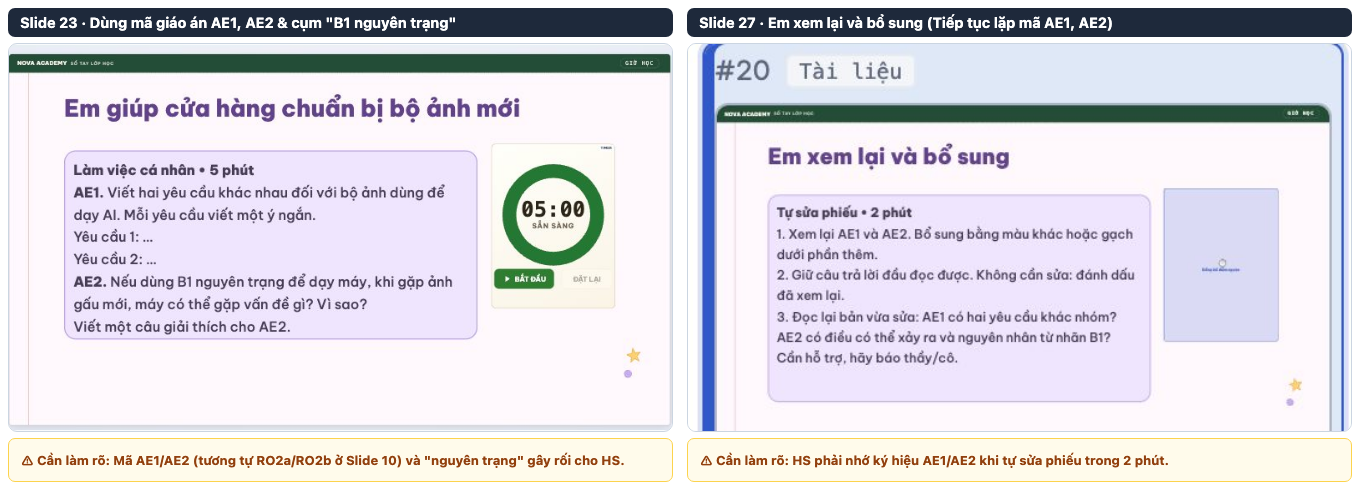 Slide 23 · Dùng mã giáo án AE1, AE2 & cụm "B1 nguyên trạng"
NOVA ACADEMY SỔ TAY LỚP HỌC
GIỜ HỌC
Em giúp cửa hàng chuẩn bị bộ ảnh mới
Làm việc cá nhân • 5 phút
AE1. Viết hai yêu cầu khác nhau đối với bộ ảnh dùng để
dạy AI. Mỗi yêu cầu viết một ý ngắn.
Yêu cầu 1: ...
Yêu cầu 2: ...
AE2. Nếu dùng B1 nguyên trạng để dạy máy, khi gặp ảnh
gấu mới, máy có thể gặp vấn đề gì? Vì sao?
Viết một câu giải thích cho AE2.
05:00
SẴN SÀNG
▶ BẮT ĐẦU
ĐẶT LẠI
⚠ Cần làm rõ: Mã AE1/AE2 (tương tự RO2a/RO2b ở Slide 10) và "nguyên trạng" gây rối cho HS.
Slide 27 · Em xem lại và bổ sung (Tiếp tục lặp mã AE1, AE2)
#20
Tài liệu
NOVA ACADEMY SỔ TAY LỚP HỌC
GIỜ HỌC
Em xem lại và bổ sung
Tự sửa phiếu • 2 phút
1. Xem lại AE1 và AE2. Bổ sung bằng màu khác hoặc gạch
dưới phần thêm.
2. Giữ câu trả lời đầu đọc được. Không cần sửa: đánh dấu
đã xem lại.
3. Đọc lại bản vừa sửa: AE1 có hai yêu cầu khác nhóm?
AE2 có điều có thể xảy ra và nguyên nhân từ nhãn B1?
Cần hỗ trợ, hãy báo thầy/cô.
⚠ Cần làm rõ: HS phải nhớ ký hiệu AE1/AE2 khi tự sửa phiếu trong 2 phút.